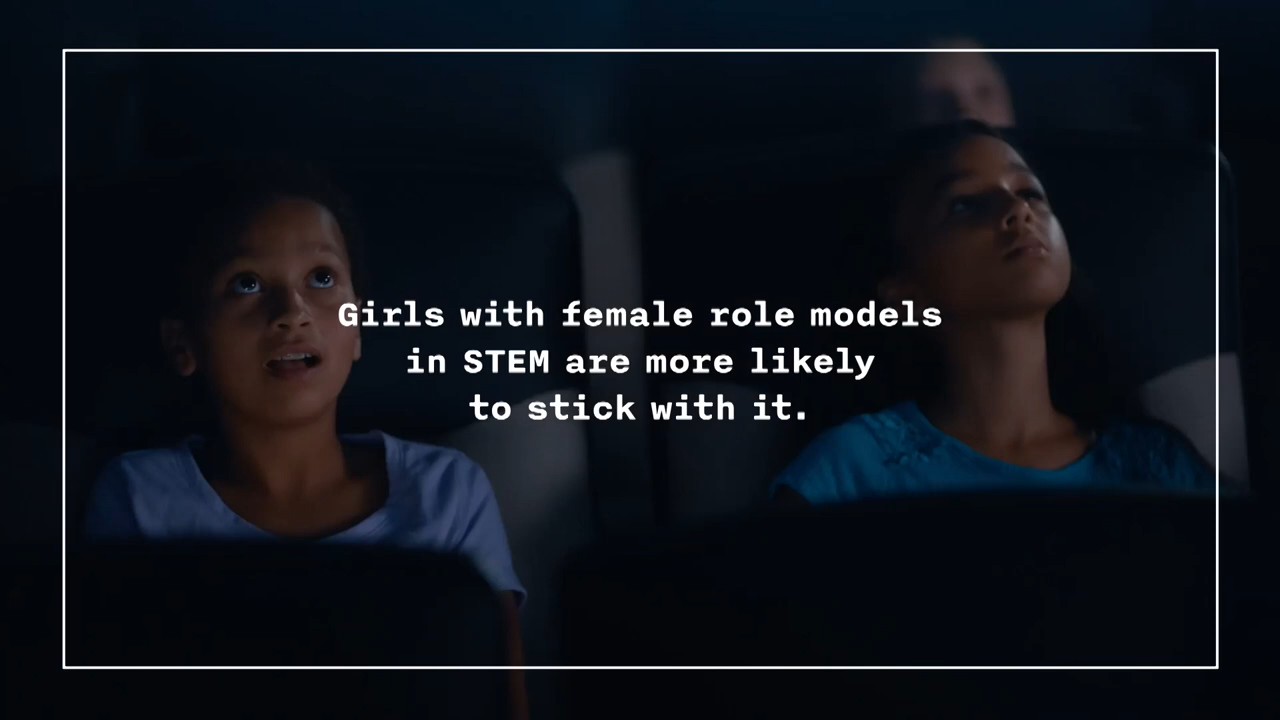 Girls with female role models
in STEM are more likely
to stick with it.